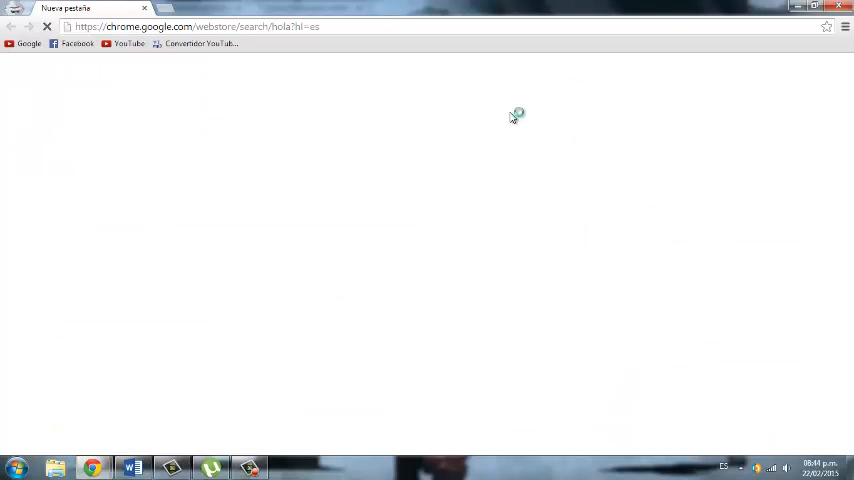 Nueva pestaña
https://chrome.google.com/webstore/search/hola?hl=es
Google Facebook YouTube Convertidor YouTub...
ES
08:44 p.m.
22/02/2015